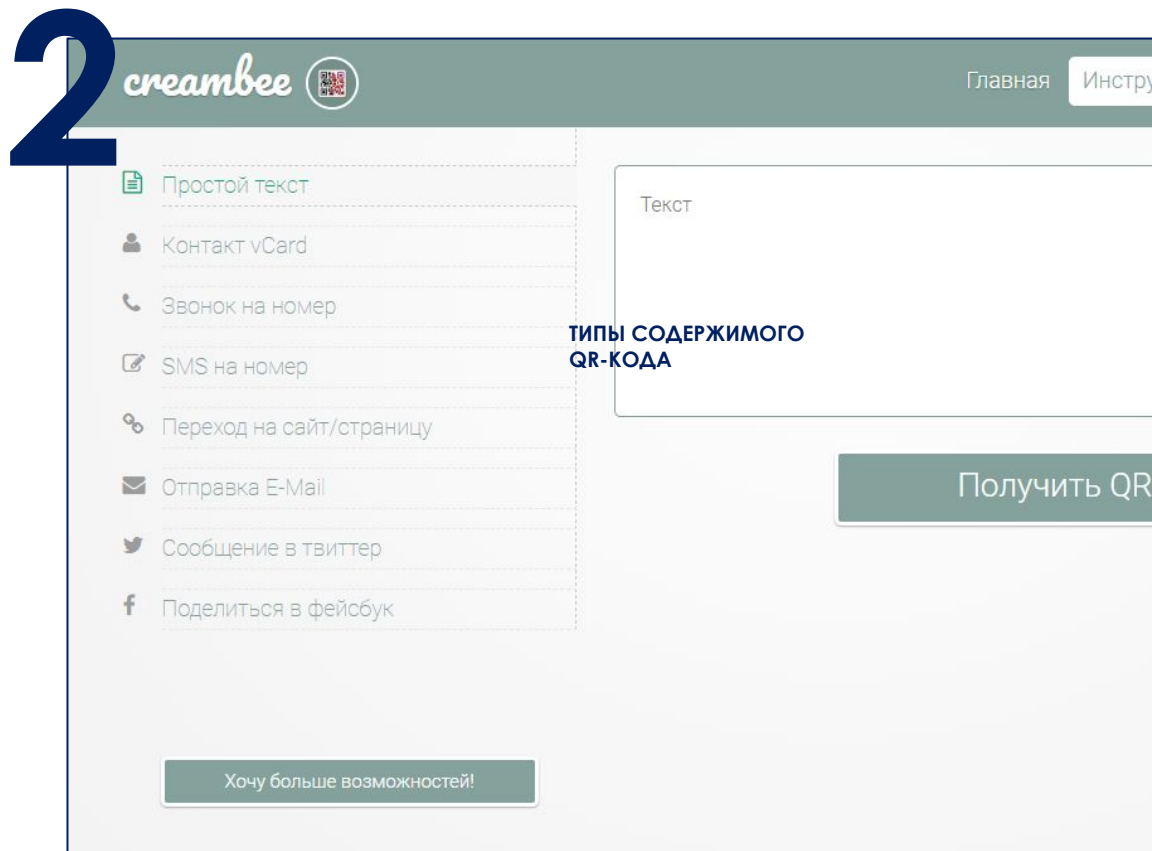 2
creambee
Главная
Инстру
Простой текст
Контакт vCard
Звонок на номер
SMS на номер
Переход на сайт/страницу
Отправка E-Mail
Сообщение в твиттер
Поделиться в фейсбук
Хочу больше возможностей!
Текст
ТИПЫ СОДЕРЖИМОГО
QR-КОДА
Получить QR